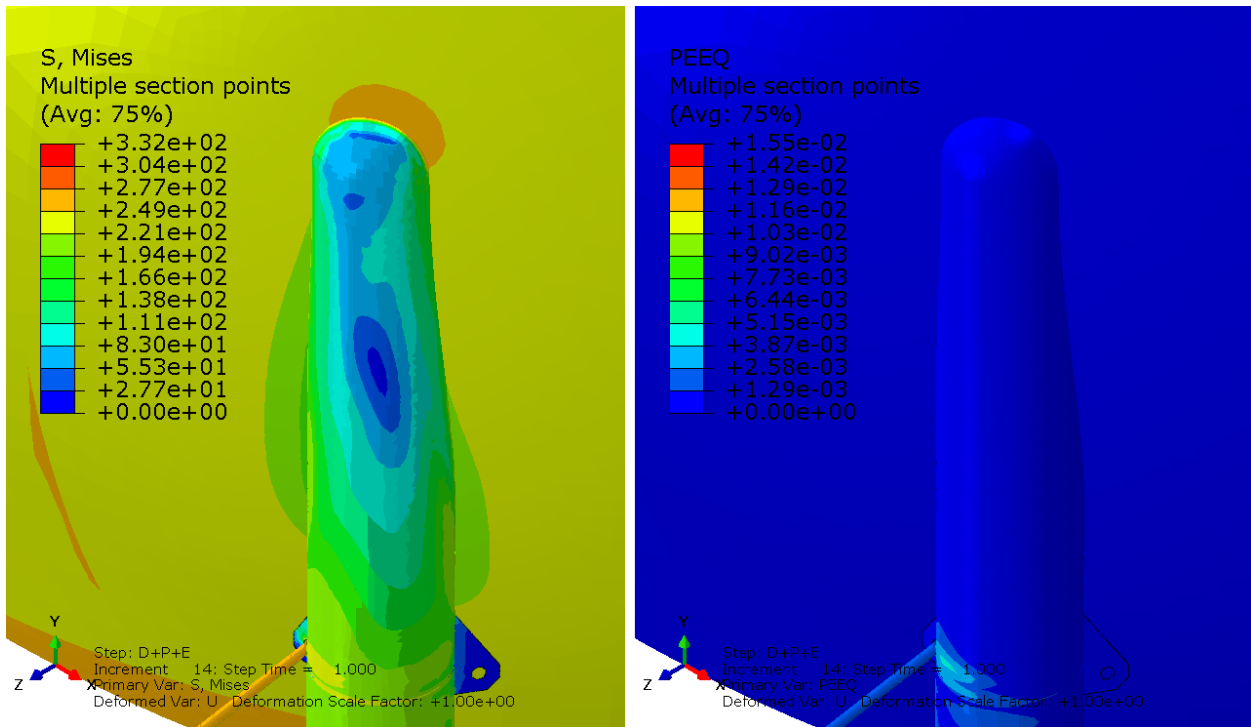 S, Mises
Multiple section points
(Avg: 75%)
+3.32e+02
+3.04e+02
+2.77e+02
+2.49e+02
+2.21e+02
+1.94e+02
+1.66e+02
+1.38e+02
+1.11e+02
+8.30e+01
+5.53e+01
+2.77e+01
+0.00e+00
Y
Z
X
Step: D+P+E
Increment 14: Step Time = 1.000
Primary Var: S, Mises
Deformed Var: U Deformation Scale Factor: +1.00e+00
PEEQ
Multiple section points
(Avg: 75%)
+1.55e-02
+1.42e-02
+1.29e-02
+1.16e-02
+1.03e-02
+9.02e-03
+7.73e-03
+6.44e-03
+5.15e-03
+3.87e-03
+2.58e-03
+1.29e-03
+0.00e+00
Y
Z
X
Step: D+P+E
Increment 14: Step Time = 1.000
Primary Var: PEEQ
Deformed Var: U Deformation Scale Factor: +1.00e+00